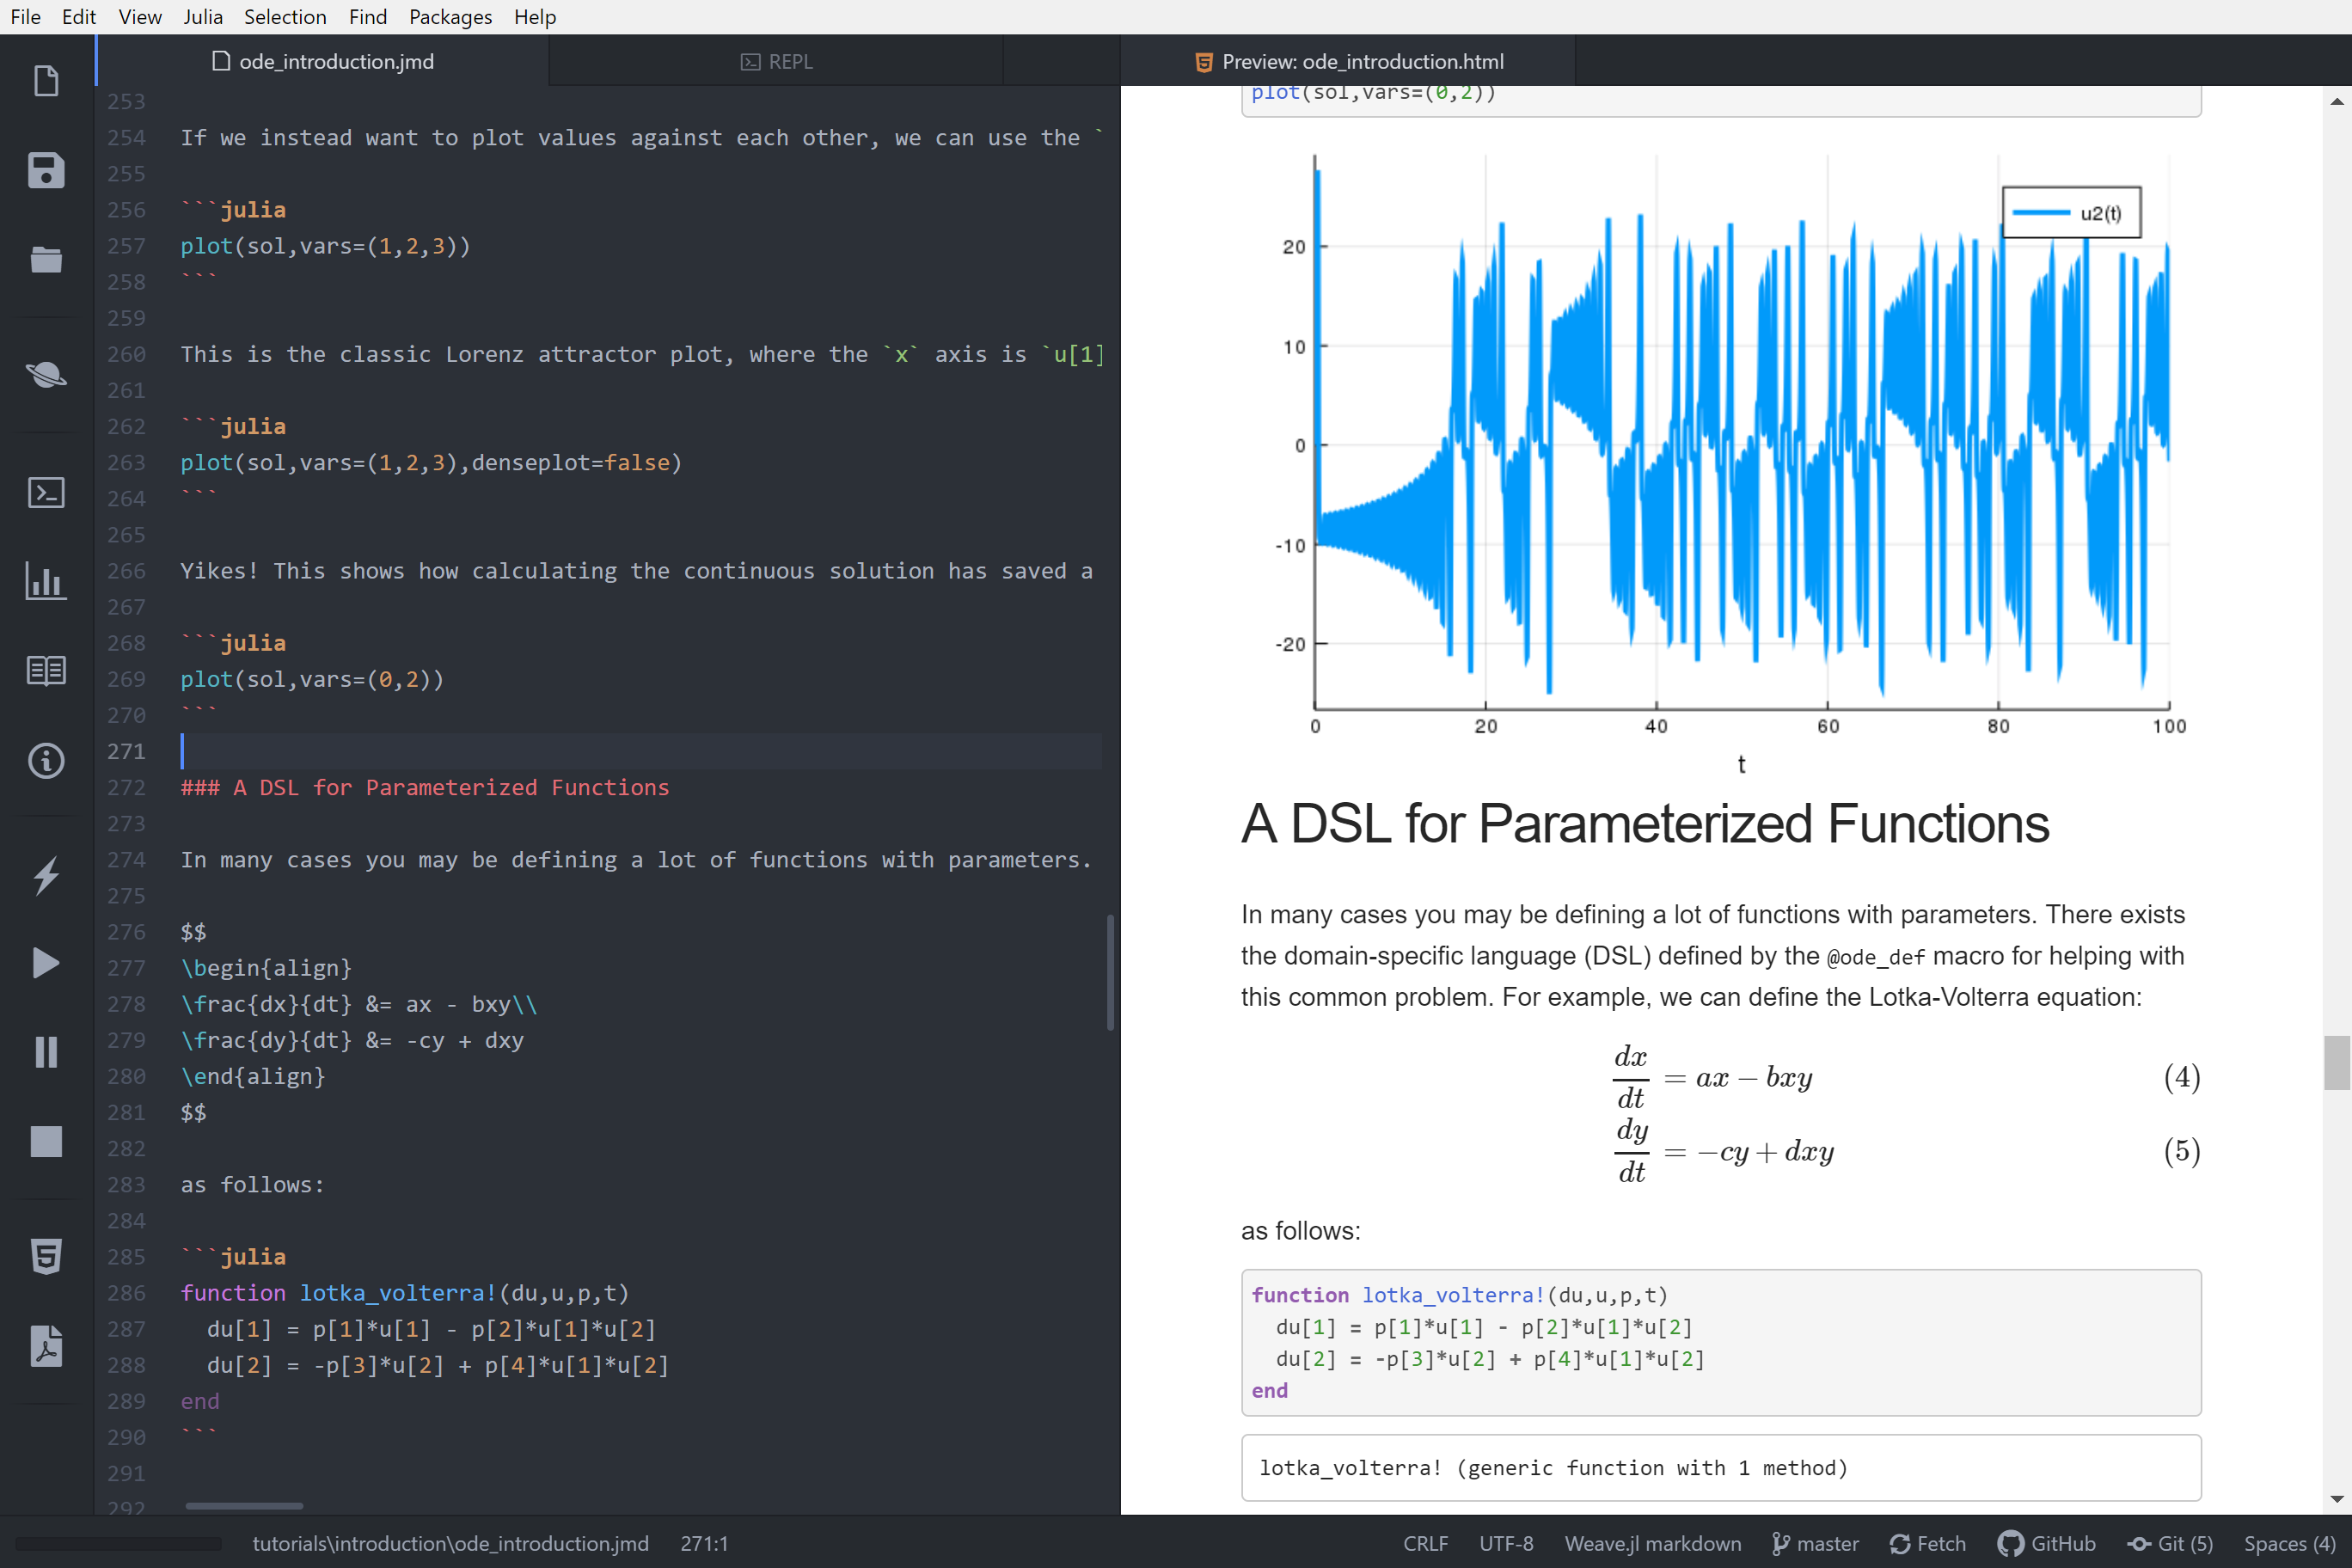 File Edit View Julia Selection Find Packages Help
ode_introduction.jmd
REPL
Preview: ode_introduction.html
253
254 If we instead want to plot values against each other, we can use the `
255
256 ```julia
257 plot(sol,vars=(1,2,3))
258 ```
259
260 This is the classic Lorenz attractor plot, where the `x` axis is `u[1]
261
262 ```julia
263 plot(sol,vars=(1,2,3),denseplot=false)
264 ```
265
266 Yikes! This shows how calculating the continuous solution has saved a
267
268 ```julia
269 plot(sol,vars=(0,2))
270 ```
271
272 ### A DSL for Parameterized Functions
273
274 In many cases you may be defining a lot of functions with parameters.
275
276 $$
277 \begin{align}
278 \frac{dx}{dt} &= ax - bxy\\
279 \frac{dy}{dt} &= -cy + dxy
280 \end{align}
281 $$
282
283 as follows:
284
285 ```julia
286 function lotka_volterra!(du,u,p,t)
287   du[1] = p[1]*u[1] - p[2]*u[1]*u[2]
288   du[2] = -p[3]*u[2] + p[4]*u[1]*u[2]
289 end
290 ```
291
292
plot(sol,vars=(0,2))
u2(t)
20
10
0
-10
-20
0 20 40 60 80 100
t
A DSL for Parameterized Functions
In many cases you may be defining a lot of functions with parameters. There exists
the domain-specific language (DSL) defined by the @ode_def macro for helping with
this common problem. For example, we can define the Lotka-Volterra equation:
dx/dt = ax − bxy (4)
dy/dt = −cy + dxy (5)
as follows:
function lotka_volterra!(du,u,p,t)
  du[1] = p[1]*u[1] - p[2]*u[1]*u[2]
  du[2] = -p[3]*u[2] + p[4]*u[1]*u[2]
end
lotka_volterra! (generic function with 1 method)
tutorials\introduction\ode_introduction.jmd 271:1 CRLF UTF-8 Weave.jl markdown master Fetch GitHub Git (5) Spaces (4)